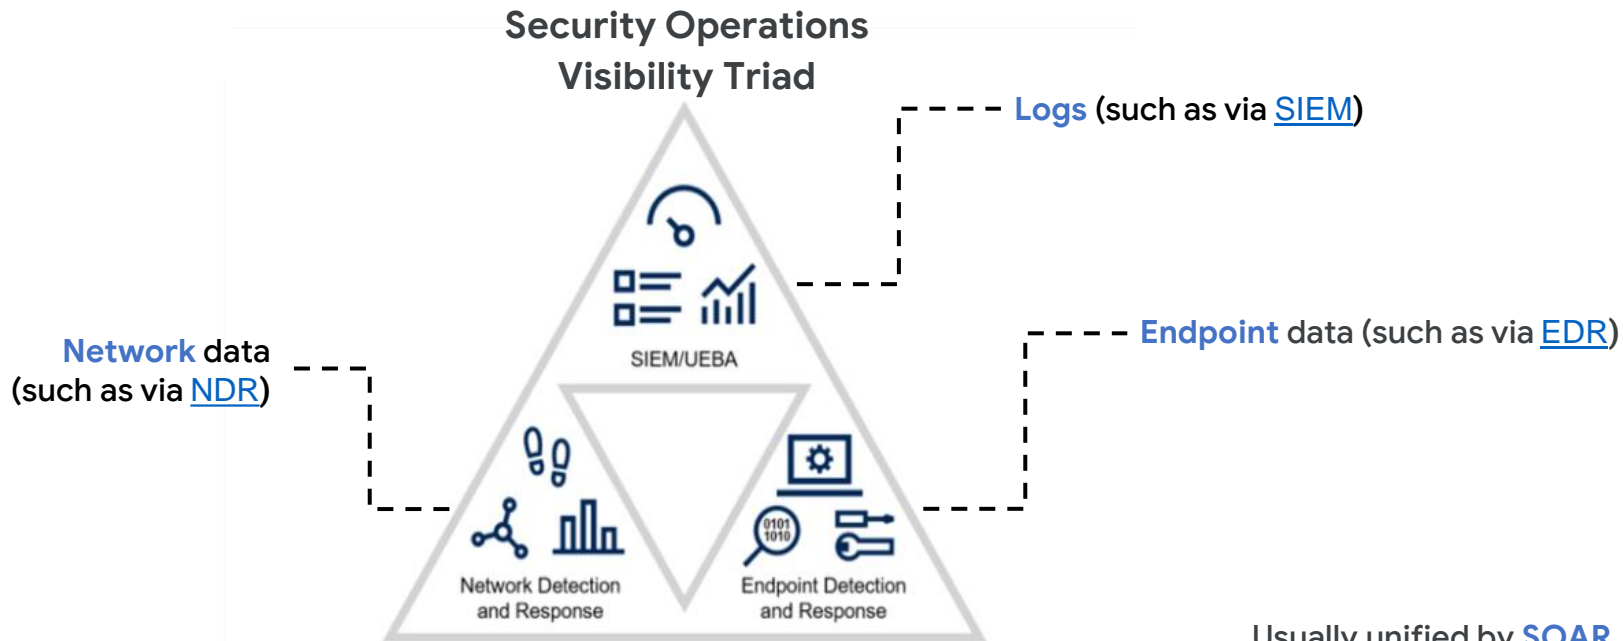 Security Operations
Visibility Triad
Logs (such as via SIEM)
Endpoint data (such as via EDR)
Network data
(such as via NDR)
SIEM/UEBA
0101
1010
Network Detection
and Response
Endpoint Detection
and Response
Usually unified by SOAR